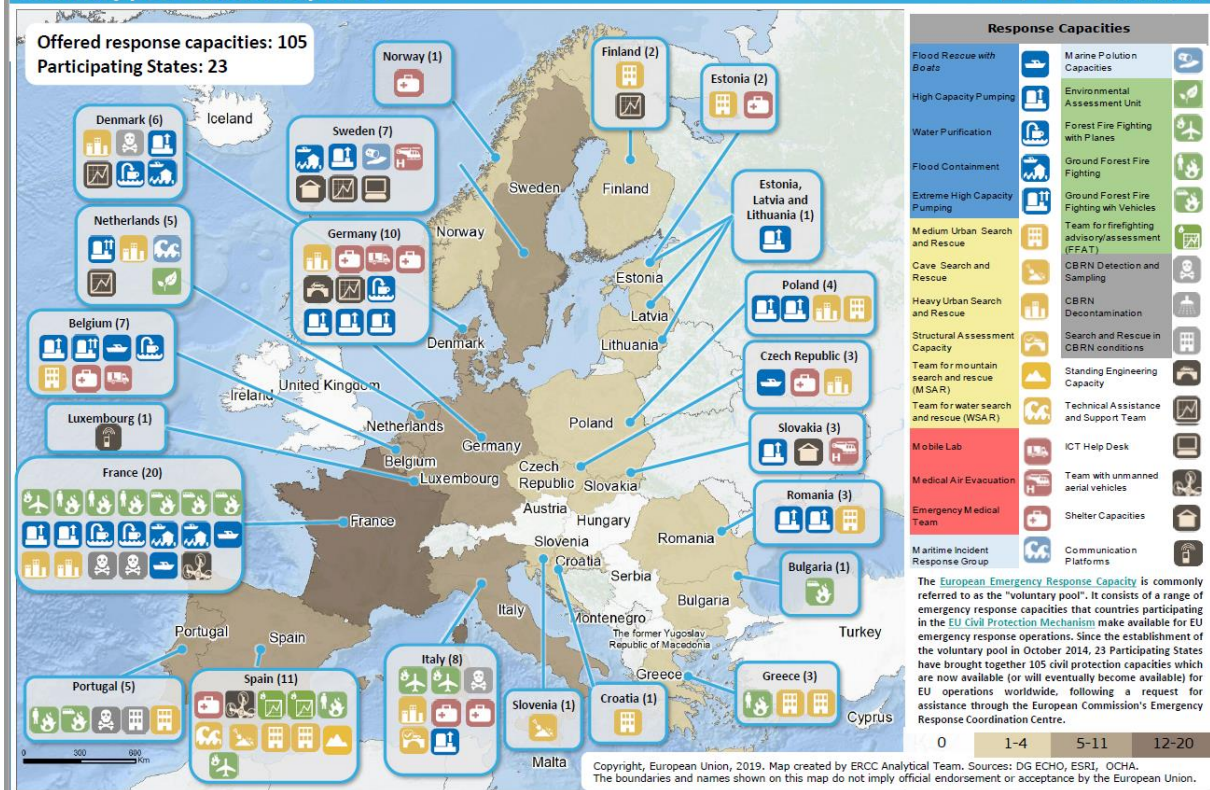 Offered response capacities: 105
Participating States: 23
Norway (1)
Finland (2)
Estonia (2)
Denmark (6)
Iceland
Sweden (7)
Sweden
Finland
Estonia,
Latvia and
Lithuania (1)
Netherlands (5)
Norway
Germany (10)
Estonia
Latvia
Lithuania
Poland (4)
Belgium (7)
Denmark
Czech Republic (3)
United Kingdom
Ireland
Luxembourg (1)
Netherlands
Poland
Germany
Slovakia (3)
Belgium
Luxembourg
Czech
Republic
Slovakia
France (20)
France
Austria
Hungary
Romania (3)
Slovenia
Croatia
Romania
Serbia
Bulgaria (1)
Italy
Montenegro
Bulgaria
The former Yugoslav
Republic of Macedonia
Turkey
Portugal
Spain
Greece
Portugal (5)
Spain (11)
Italy (8)
Slovenia (1)
Croatia (1)
Greece (3)
Cyprus
Malta
0 300 600
Km
Response Capacities
Flood Rescue with
Boats
High Capacity Pumping
Water Purification
Flood Containment
Extreme High Capacity
Pumping
Medium Urban Search
and Rescue
Cave Search and
Rescue
Heavy Urban Search
and Rescue
Structural Assessment
Capacity
Team for mountain
search and rescue
(MSAR)
Team for water search
and rescue (WSAR)
Mobile Lab
Medical Air Evacuation
Emergency Medical
Team
Maritime Incident
Response Group
Marine Polution
Capacities
Environmental
Assessment Unit
Forest Fire Fighting
with Planes
Ground Forest Fire
Fighting
Ground Forest Fire
Fighting wih Vehicles
Team for firefighting
advisory/assessment
(FFAT)
CBRN Detection and
Sampling
CBRN
Decontamination
Search and Rescue in
CBRN conditions
Standing Engineering
Capacity
Technical Assistance
and Support Team
ICT Help Desk
Team with unmanned
aerial vehicles
Shelter Capacities
Communication
Platforms
The European Emergency Response Capacity is commonly
referred to as the "voluntary pool". It consists of a range of
emergency response capacities that countries participating
in the EU Civil Protection Mechanism make available for EU
emergency response operations. Since the establishment of
the voluntary pool in October 2014, 23 Participating States
have brought together 105 civil protection capacities which
are now available (or will eventually become available) for
EU operations worldwide, following a request for
assistance through the European Commission's Emergency
Response Coordination Centre.
0 1-4 5-11 12-20
Copyright, European Union, 2019. Map created by ERCC Analytical Team. Sources: DG ECHO, ESRI, OCHA.
The boundaries and names shown on this map do not imply official endorsement or acceptance by the European Union.